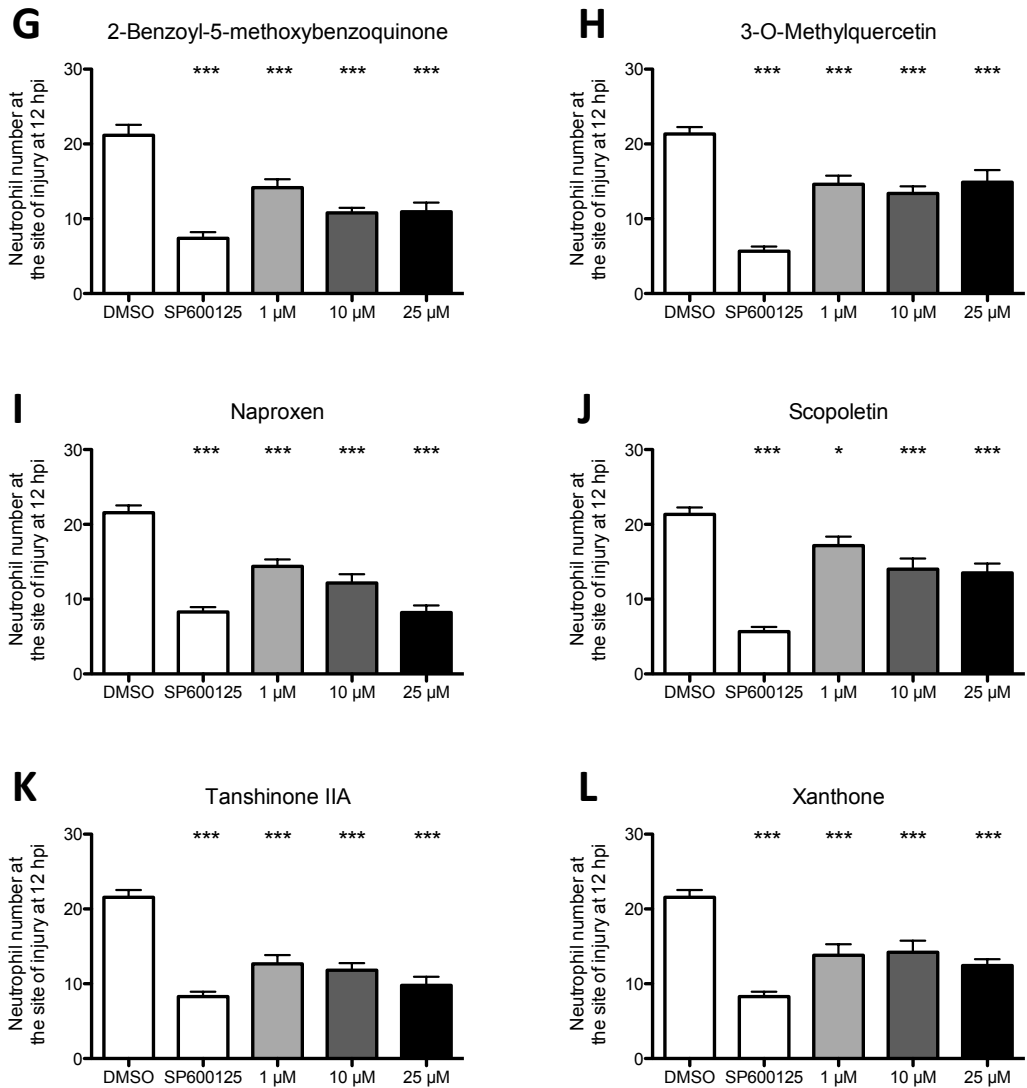 G
2-Benzoyl-5-methoxybenzoquinone
Neutrophil number at
the site of injury at 12 hpi
30
20
10
0
*** *** *** ***
DMSO SP600125 1 µM 10 µM 25 µM
H
3-O-Methylquercetin
Neutrophil number at
the site of injury at 12 hpi
30
20
10
0
*** *** *** ***
DMSO SP600125 1 µM 10 µM 25 µM
I
Naproxen
Neutrophil number at
the site of injury at 12 hpi
30
20
10
0
*** *** *** ***
DMSO SP600125 1 µM 10 µM 25 µM
J
Scopoletin
Neutrophil number at
the site of injury at 12 hpi
30
20
10
0
*** * *** ***
DMSO SP600125 1 µM 10 µM 25 µM
K
Tanshinone IIA
Neutrophil number at
the site of injury at 12 hpi
30
20
10
0
*** *** *** ***
DMSO SP600125 1 µM 10 µM 25 µM
L
Xanthone
Neutrophil number at
the site of injury at 12 hpi
30
20
10
0
*** *** *** ***
DMSO SP600125 1 µM 10 µM 25 µM